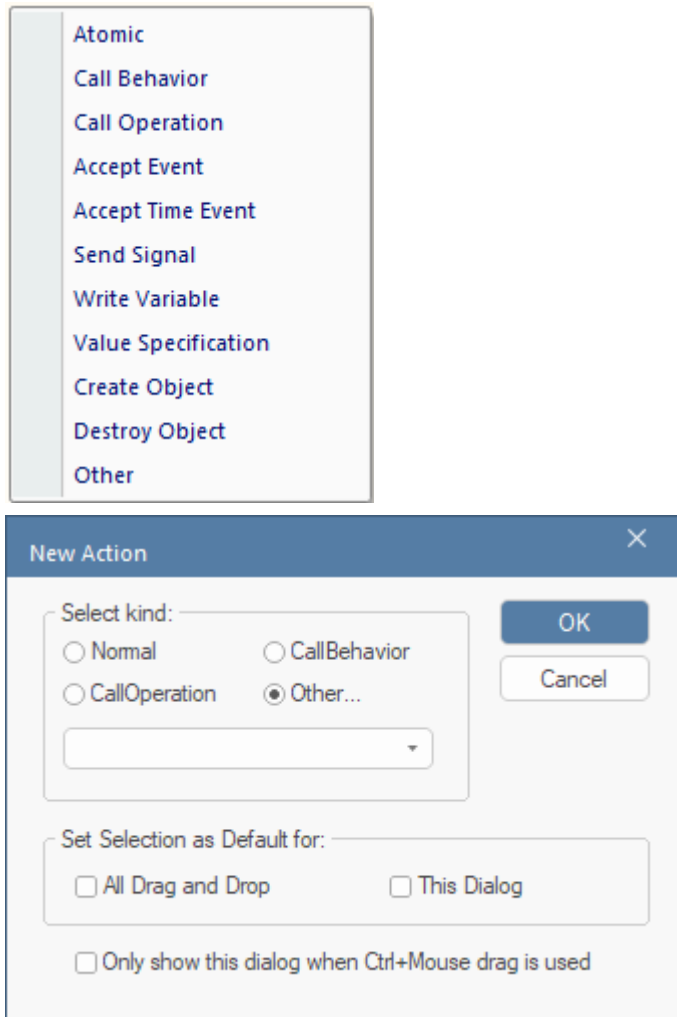 Atomic
Call Behavior
Call Operation
Accept Event
Accept Time Event
Send Signal
Write Variable
Value Specification
Create Object
Destroy Object
Other
New Action
Select kind:
OK
Normal CallBehavior
Cancel
CallOperation Other...
Set Selection as Default for:
All Drag and Drop This Dialog
Only show this dialog when Ctrl+Mouse drag is used